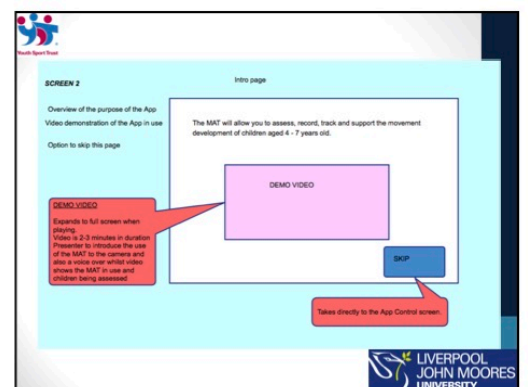 Youth Sport Trust
SCREEN 2
Intro page
Overview of the purpose of the App
Video demonstration of the App in use
Option to skip this page
The MAT will allow you to assess, record, track and support the movement
development of children aged 4 - 7 years old.
DEMO VIDEO
DEMO VIDEO
Expands to full screen when
playing.
Video is 2-3 minutes in duration
Presenter to introduce the use
of the MAT to the camera and
also a voice over whilst video
shows the MAT in use and
children being assessed
SKIP
Takes directly to the App Control screen.
LIVERPOOL
JOHN MOORES
UNIVERSITY